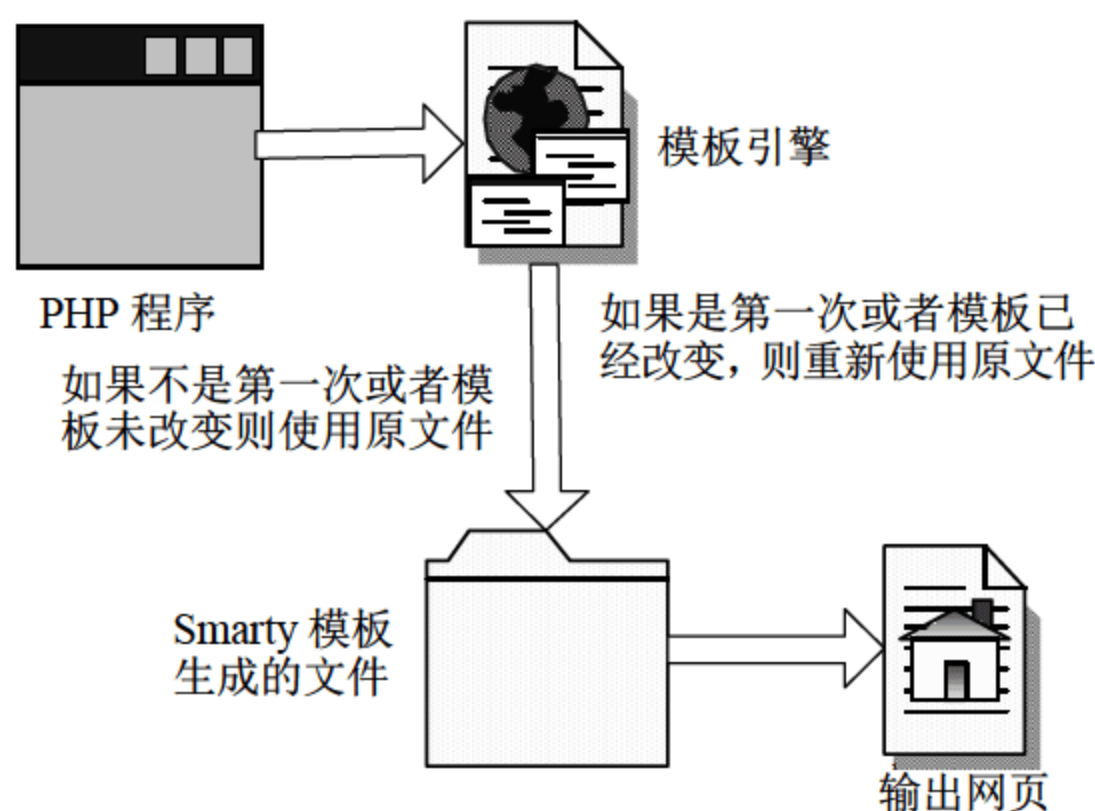 模板引擎
PHP 程序
如果是第一次或者模板已
经改变，则重新使用原文件
如果不是第一次或者模
板未改变则使用原文件
Smarty 模板
生成的文件
输出网页